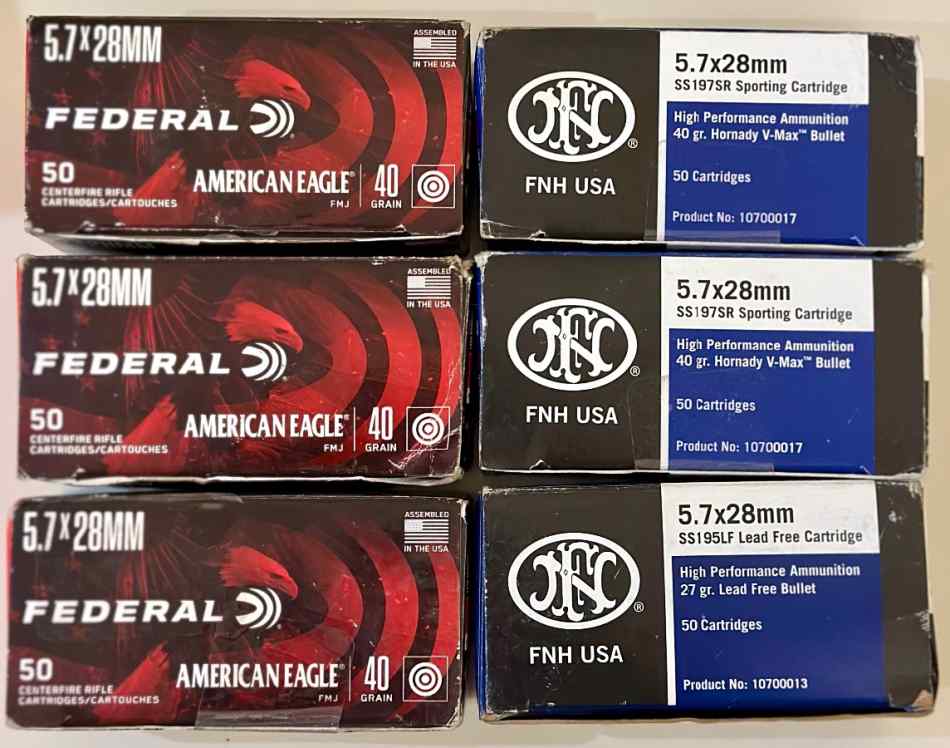 5.7X28MM
ASSEMBLED
IN THE USA
FEDERAL
50
CENTERFIRE RIFLE
CARTRIDGES/CARTOUCHES
AMERICAN EAGLE®
FMJ
40
GRAIN
FN
®
FNH USA
5.7x28mm
SS197SR Sporting Cartridge
High Performance Ammunition
40 gr. Hornady V-Max™ Bullet
50 Cartridges
Product No: 10700017
5.7X28MM
ASSEMBLED
IN THE USA
FEDERAL
50
CENTERFIRE RIFLE
CARTRIDGES/CARTOUCHES
AMERICAN EAGLE®
FMJ
40
GRAIN
FN
®
FNH USA
5.7x28mm
SS197SR Sporting Cartridge
High Performance Ammunition
40 gr. Hornady V-Max™ Bullet
50 Cartridges
Product No: 10700017
5.7X28MM
ASSEMBLED
IN THE USA
FEDERAL
50
CENTERFIRE RIFLE
CARTRIDGES/CARTOUCHES
AMERICAN EAGLE®
FMJ
40
GRAIN
FN
®
FNH USA
5.7x28mm
SS195LF Lead Free Cartridge
High Performance Ammunition
27 gr. Lead Free Bullet
50 Cartridges
Product No: 10700013